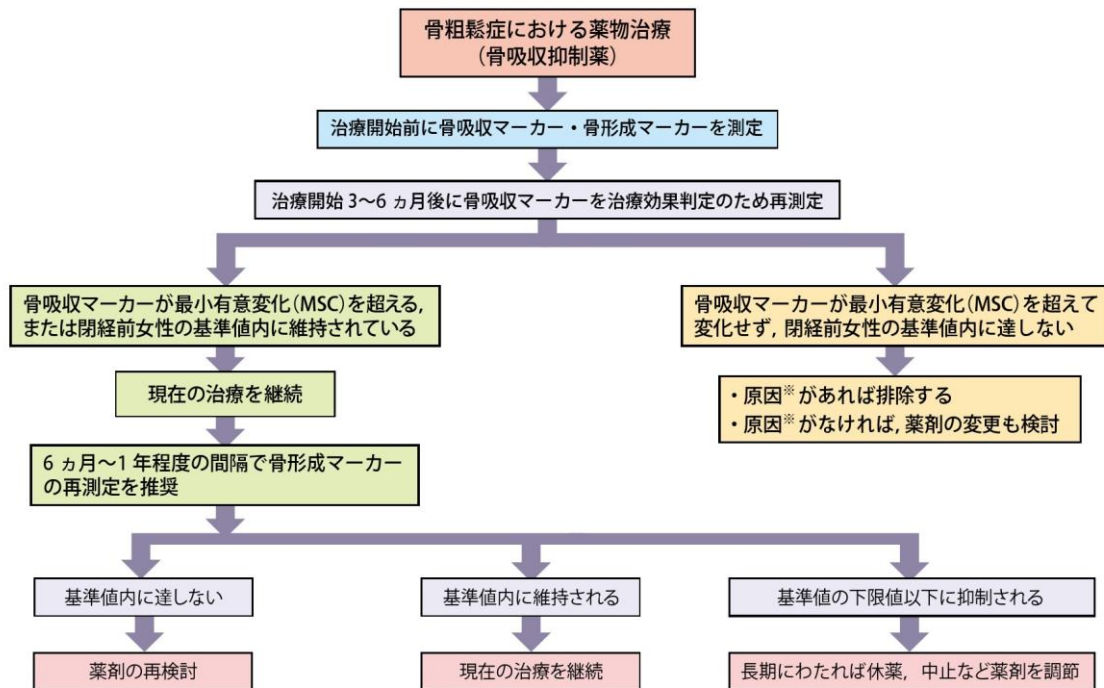 骨粗鬆症における薬物治療
(骨吸収抑制薬)
治療開始前に骨吸収マーカー・骨形成マーカーを測定
治療開始 3〜6 ヵ月後に骨吸収マーカーを治療効果判定のため再測定
骨吸収マーカーが最小有意変化(MSC)を超える,
または閉経前女性の基準値内に維持されている
現在の治療を継続
6 ヵ月〜1 年程度の間隔で骨形成マーカー
の再測定を推奨
骨吸収マーカーが最小有意変化(MSC)を超えて
変化せず, 閉経前女性の基準値内に達しない
・原因※があれば排除する
・原因※がなければ, 薬剤の変更も検討
基準値内に達しない
基準値内に維持される
基準値の下限値以下に抑制される
薬剤の再検討
現在の治療を継続
長期にわたれば休薬, 中止など薬剤を調節